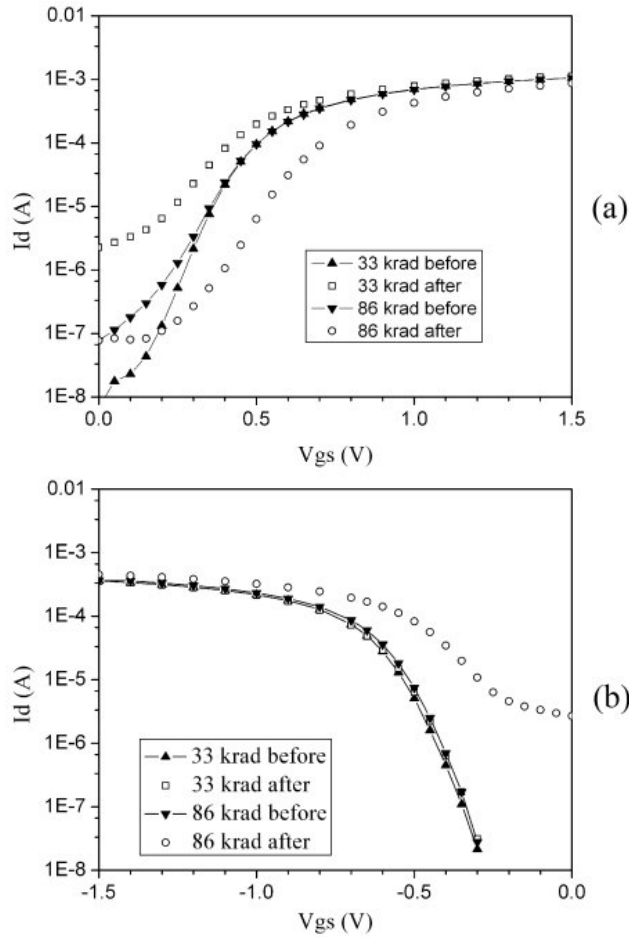 0.01
1E-3
1E-4
1E-5
1E-6
1E-7
1E-8
Id (A)
33 krad before
33 krad after
86 krad before
86 krad after
(a)
0.0 0.5 1.0 1.5
Vgs (V)
0.01
1E-3
1E-4
1E-5
1E-6
1E-7
1E-8
Id (A)
(b)
33 krad before
33 krad after
86 krad before
86 krad after
-1.5 -1.0 -0.5 0.0
Vgs (V)